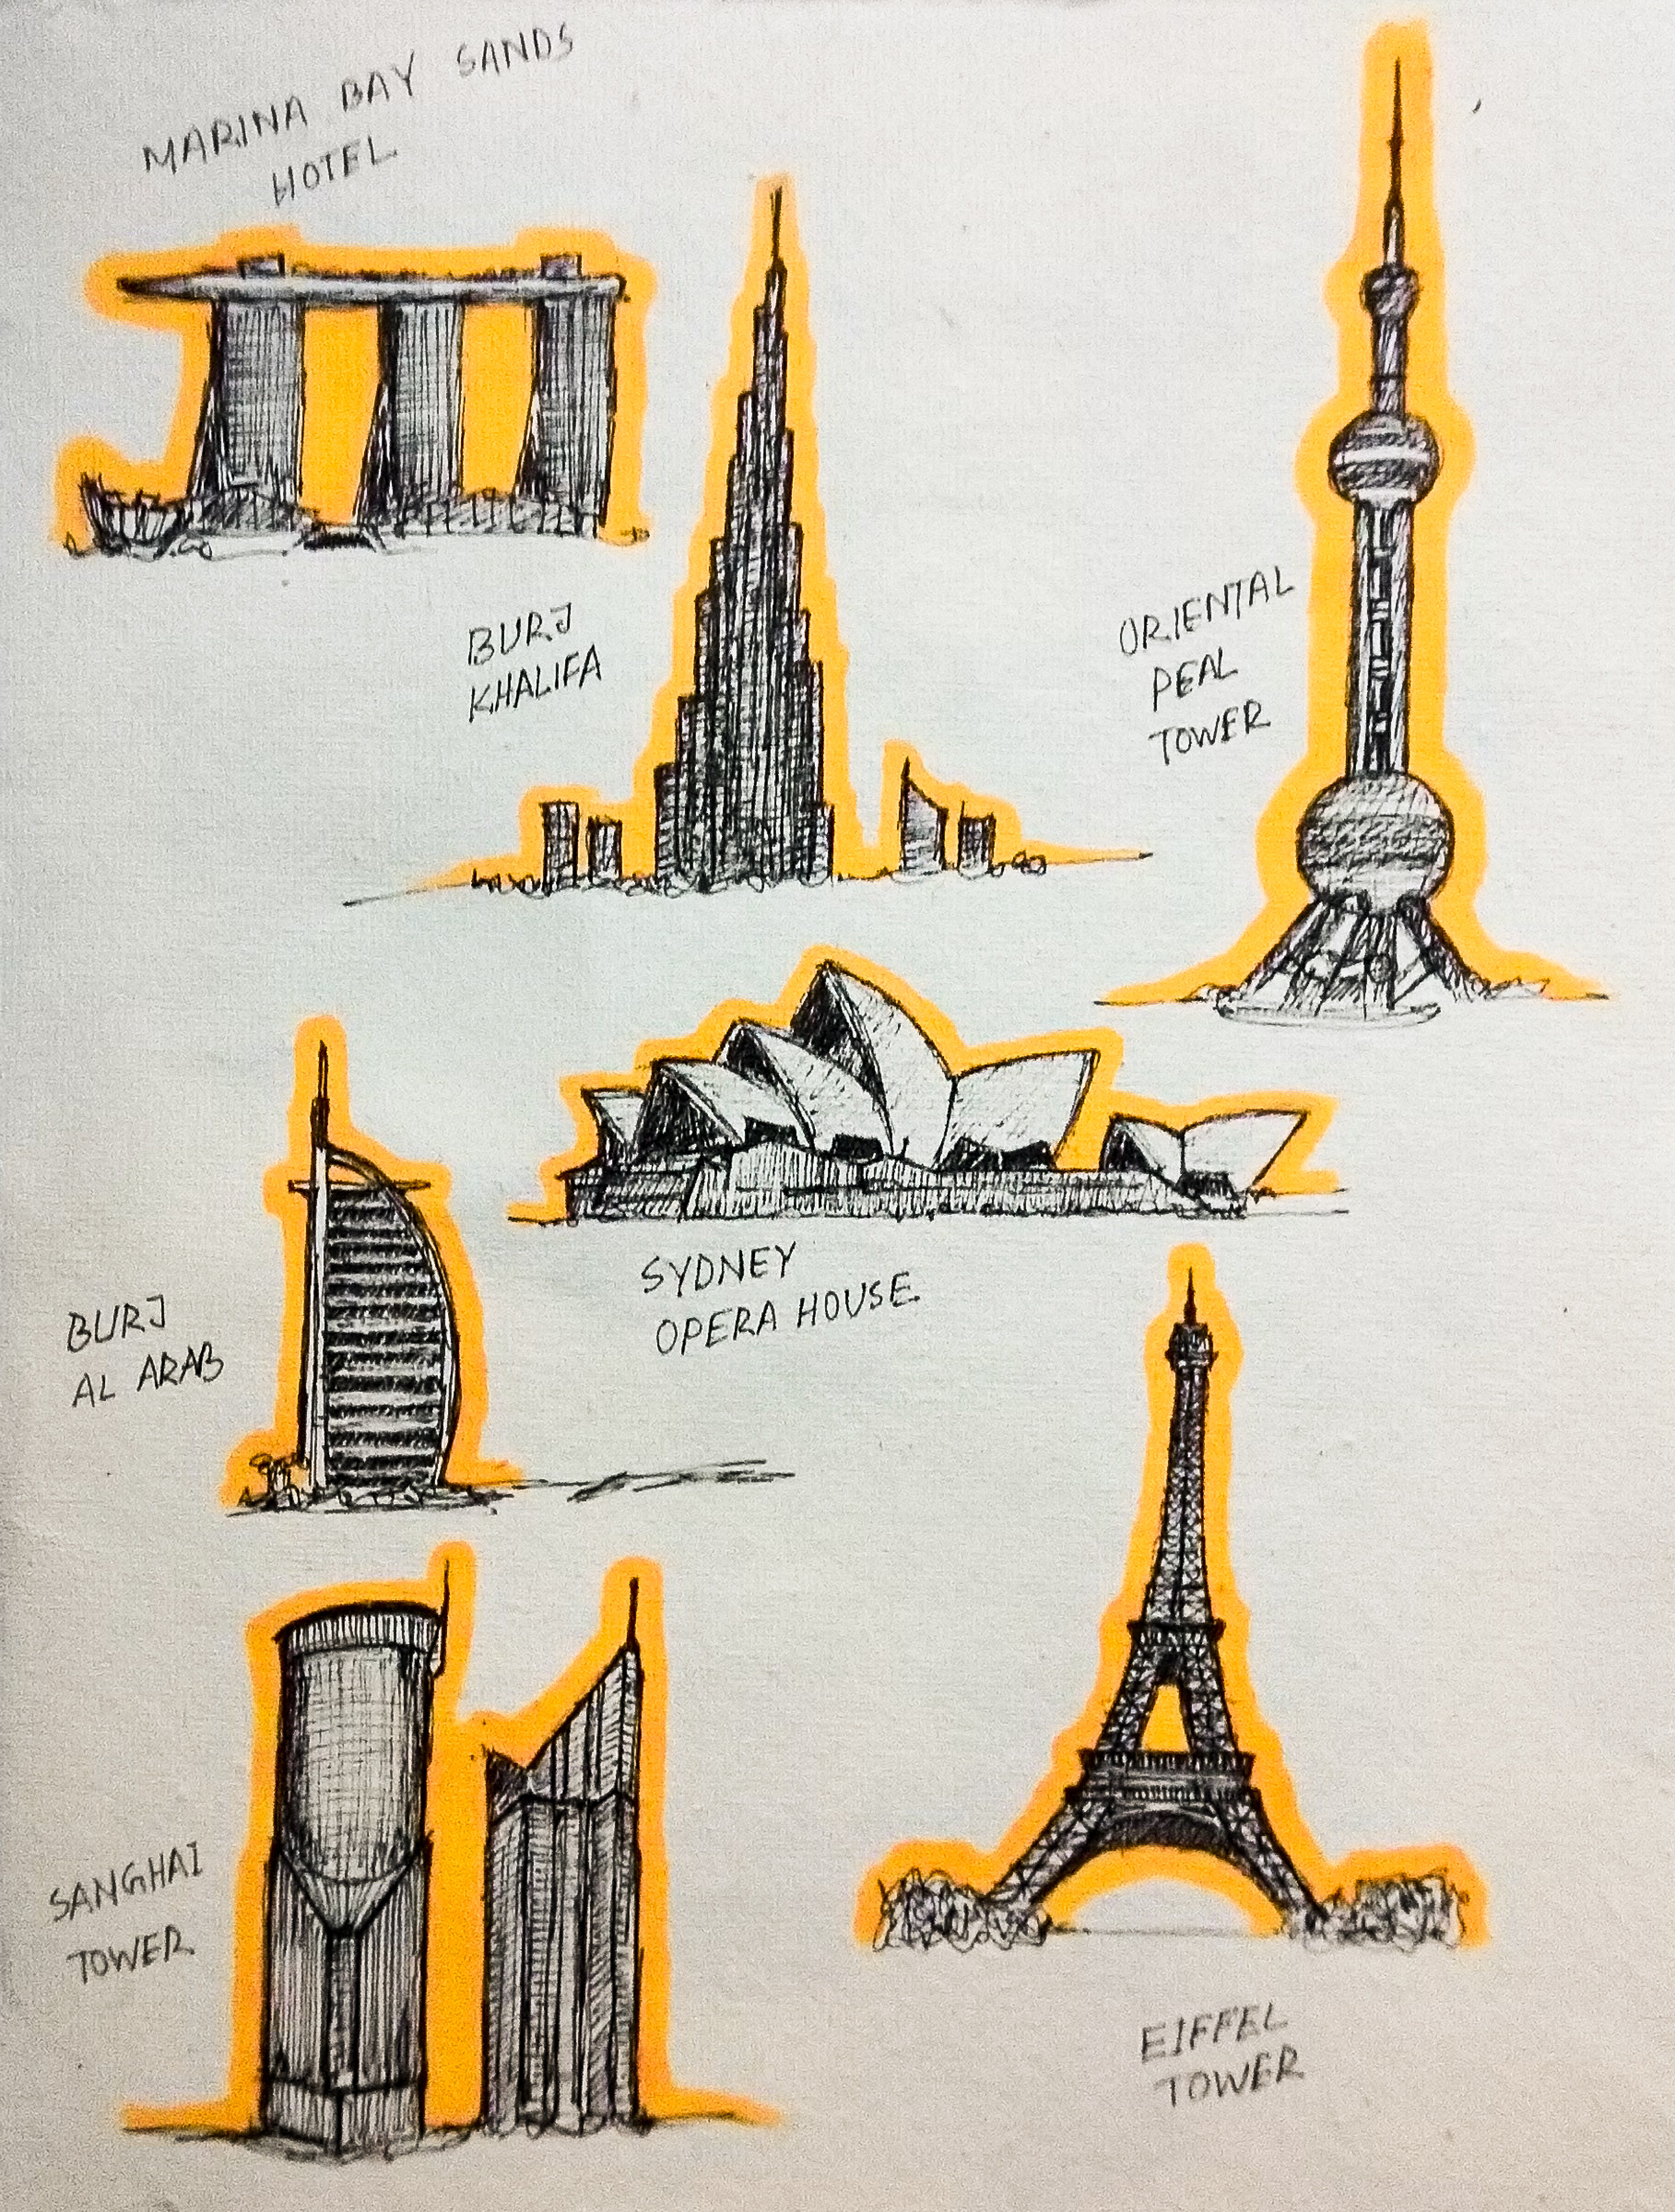 MARINA BAY SANDS
HOTEL
BURJ
KHALIFA
ORIENTAL
PEAL
TOWER
SYDNEY
OPERA HOUSE
BURJ
AL ARAB
SANGHAI
TOWER
EIFFEL
TOWER